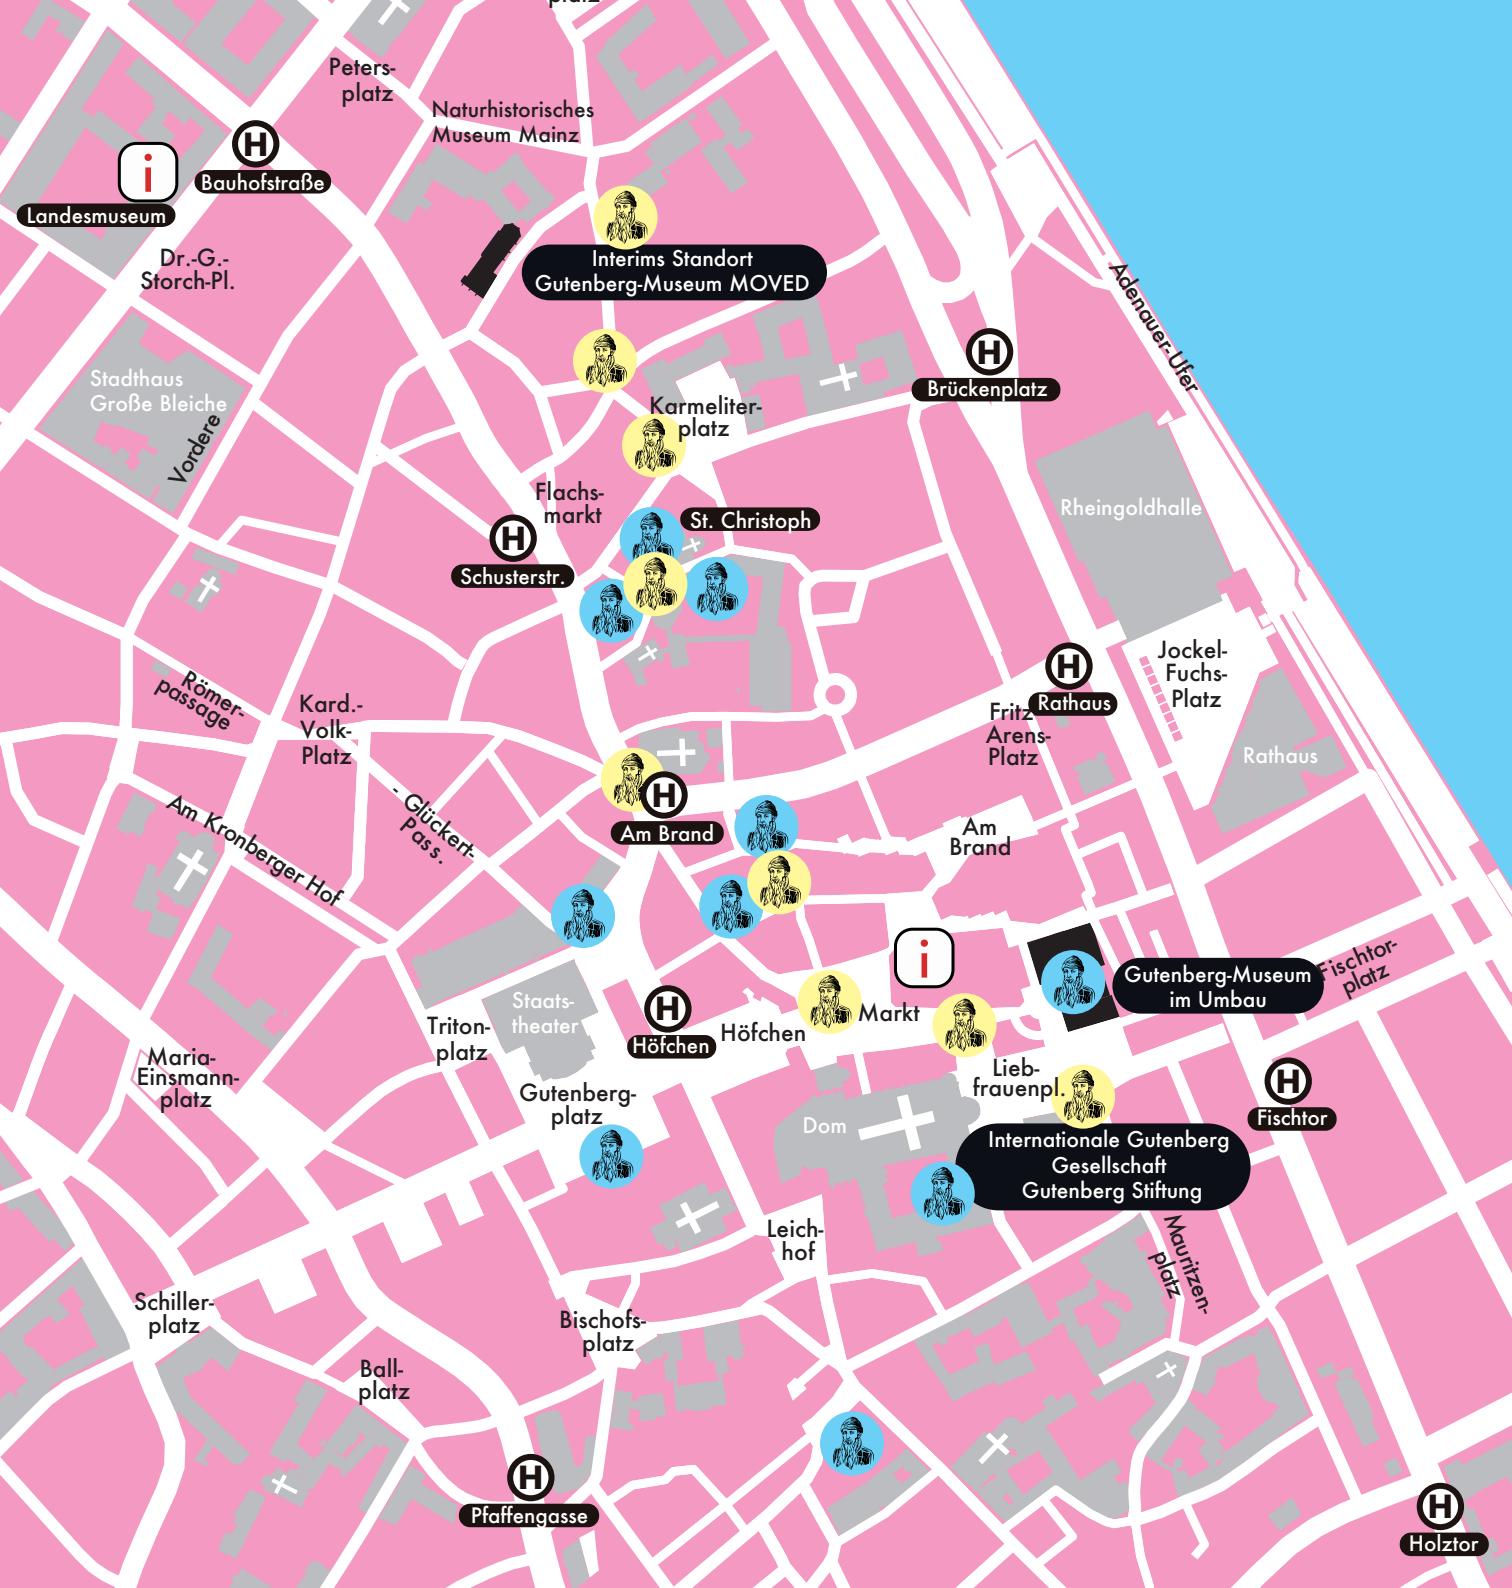 platz
Peters-
platz
Naturhistorisches
Museum Mainz
H
Bauhofstraße
i
Landesmuseum
Dr.-G.-
Storch-Pl.
Interims Standort
Gutenberg-Museum MOVED
Adenauer-Ufer
H
Brückenplatz
Stadthaus
Große Bleiche
Vordere
Karmeliter-
platz
Flachs-
markt
Rheingoldhalle
St. Christoph
H
Schusterstr.
Jockel-
Fuchs-
Platz
H
Rathaus
Römer-
passage
Kard.-
Volk-
Platz
Fritz
Arens-
Platz
Rathaus
- Glückert-
Pass.
H
Am Brand
Am Kronberger Hof
Am
Brand
i
Gutenberg-Museum
im Umbau
Fischtor-
platz
Staats-
theater
Triton-
platz
H
Höfchen
Höfchen
Markt
Maria-
Einsmann-
platz
Gutenberg-
platz
Lieb-
frauenpl.
H
Fischtor
Dom
Internationale Gutenberg
Gesellschaft
Gutenberg Stiftung
Leich-
hof
Mauritzen-
platz
Schiller-
platz
Bischofs-
platz
Ball-
platz
H
Pfaffengasse
H
Holztor